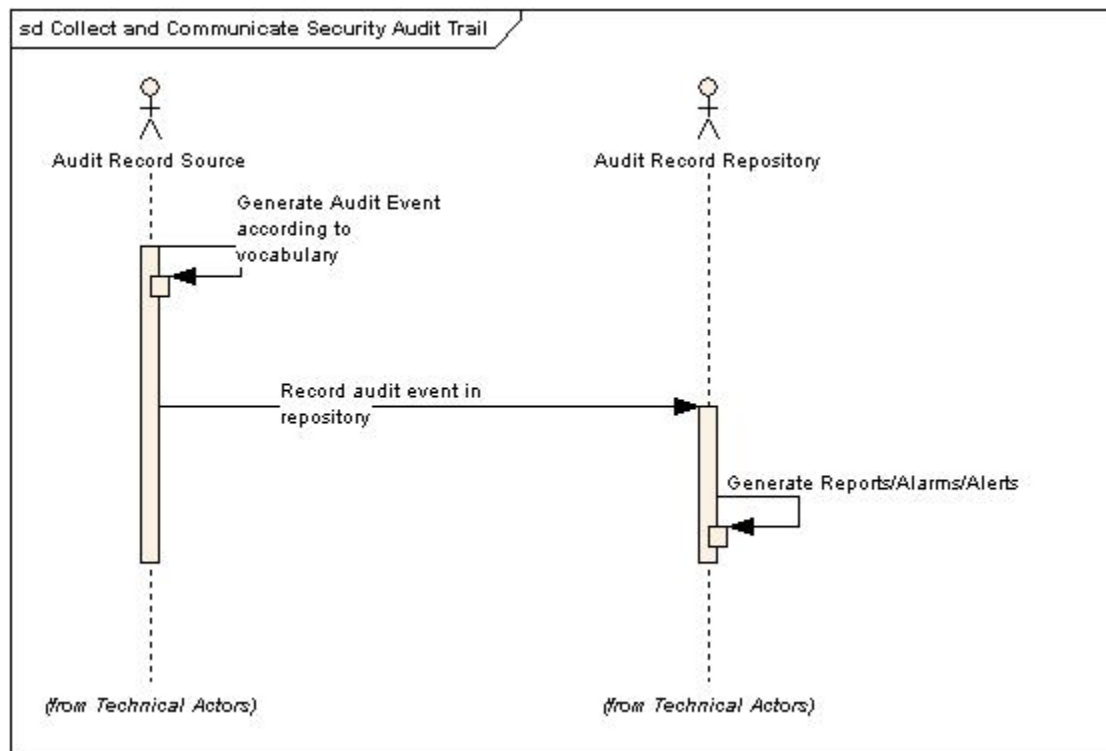 sd Collect and Communicate Security Audit Trail
Audit Record Source
Audit Record Repository
Generate Audit Event
according to
vocabulary
Record audit event in
repository
Generate Reports/Alarms/Alerts
(from Technical Actors)
(from Technical Actors)